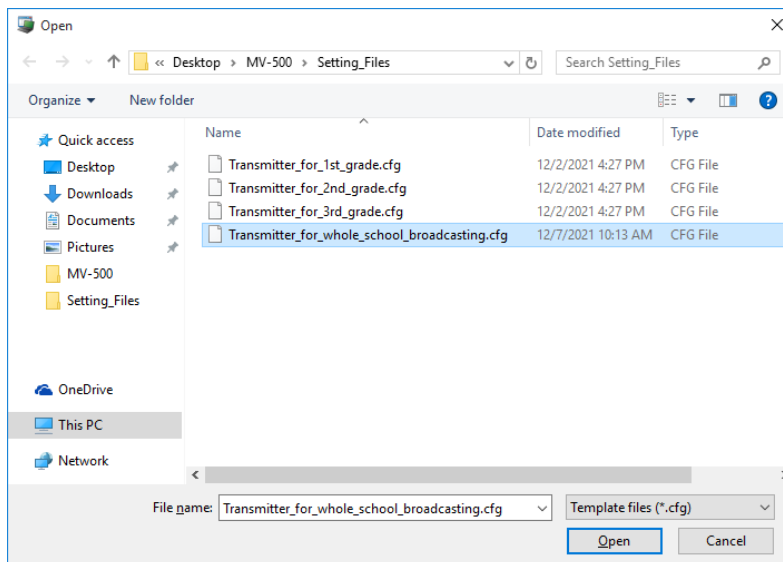 Open
« Desktop › MV-500 › Setting_Files
Search Setting_Files
Organize
New folder
Quick access
Desktop
Downloads
Documents
Pictures
MV-500
Setting_Files
OneDrive
This PC
Network
Name Date modified Type
Transmitter_for_1st_grade.cfg 12/2/2021 4:27 PM CFG File
Transmitter_for_2nd_grade.cfg 12/2/2021 4:27 PM CFG File
Transmitter_for_3rd_grade.cfg 12/2/2021 4:27 PM CFG File
Transmitter_for_whole_school_broadcasting.cfg 12/7/2021 10:13 AM CFG File
File name: Transmitter_for_whole_school_broadcasting.cfg
Template files (*.cfg)
Open
Cancel